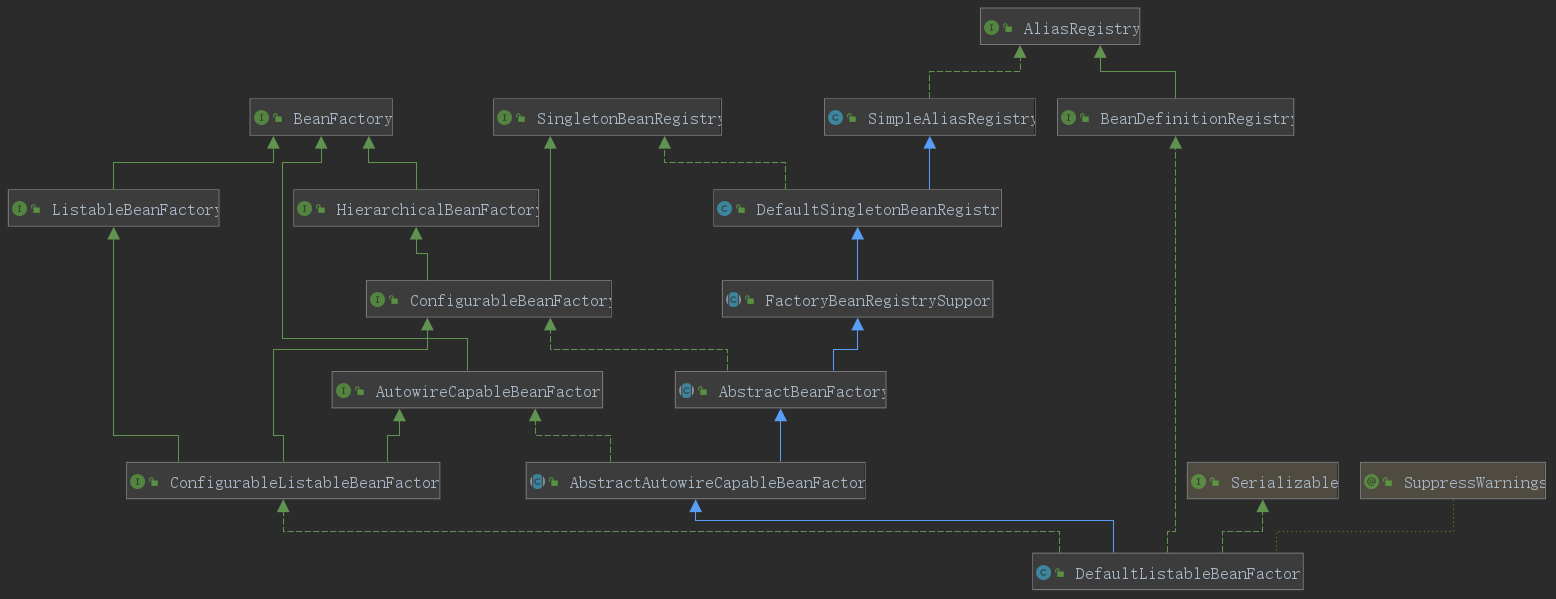 AliasRegistry
BeanFactory
SingletonBeanRegistry
SimpleAliasRegistry
BeanDefinitionRegistry
ListableBeanFactory
HierarchicalBeanFactory
DefaultSingletonBeanRegistr
ConfigurableBeanFactory
FactoryBeanRegistrySuppor
AutowireCapableBeanFactor
AbstractBeanFactory
ConfigurableListableBeanFactor
AbstractAutowireCapableBeanFactor
Serializable
SuppressWarnings
DefaultListableBeanFactor